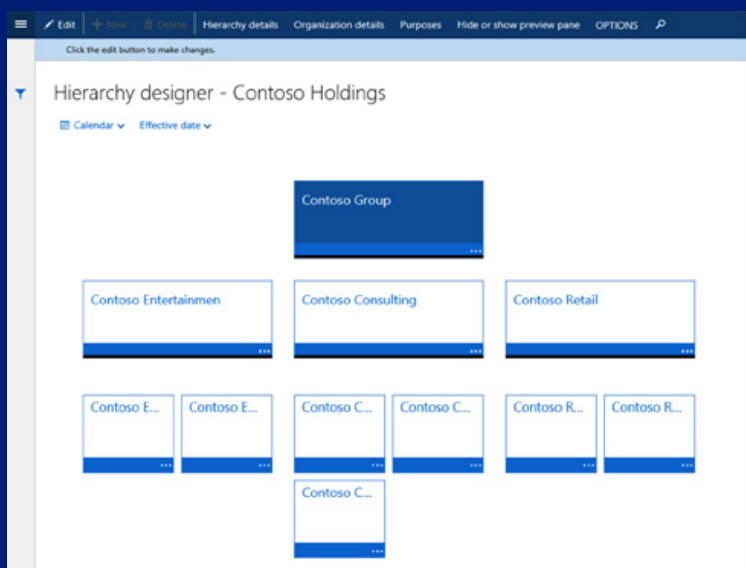 Edit + New Delete Hierarchy details Organization details Purposes Hide or show preview pane OPTIONS
Click the edit button to make changes.
Hierarchy designer - Contoso Holdings
Calendar Effective date
Contoso Group
...
Contoso Entertainmen Contoso Consulting Contoso Retail
... ... ...
Contoso E... Contoso E... Contoso C... Contoso C... Contoso R... Contoso R...
... ... ... ... ... ...
Contoso C...
...